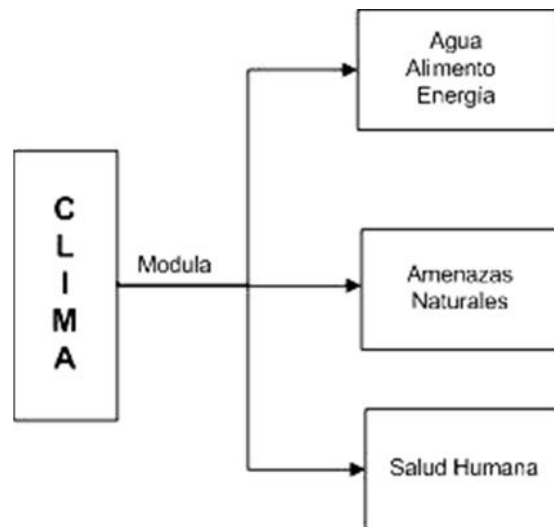 C
L
I
M
A
Modula
Agua
Alimento
Energía
Amenazas
Naturales
Salud Humana